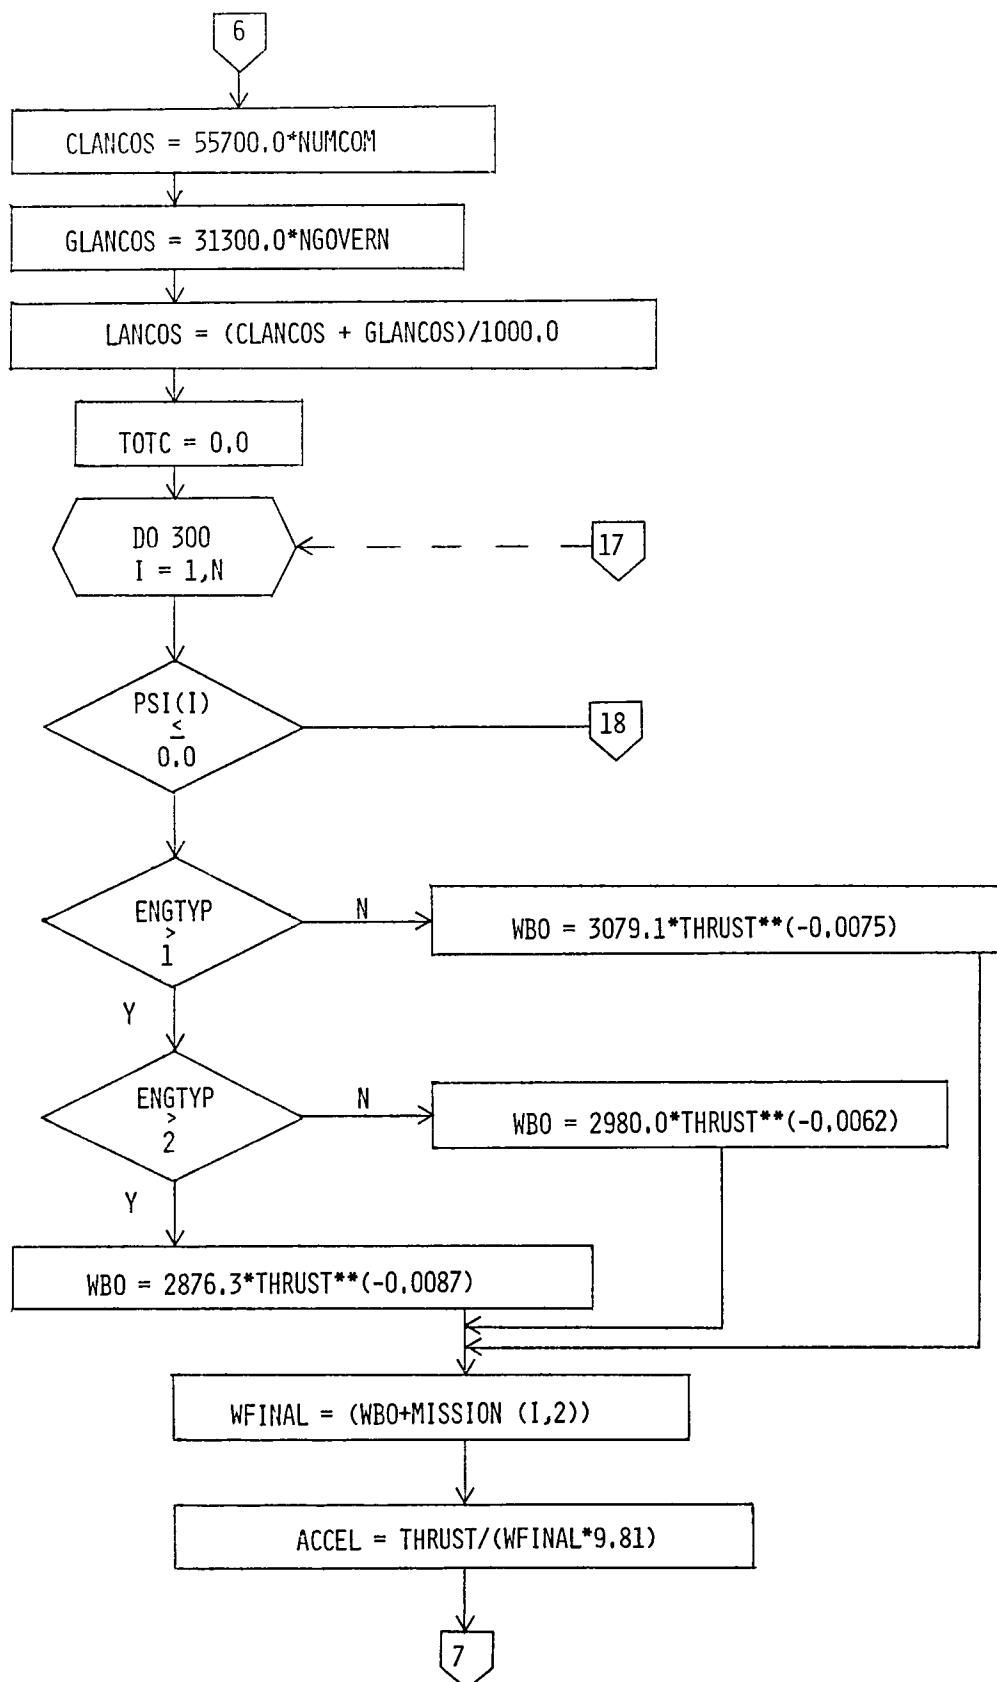 6
CLANCOS = 55700.0*NUMCOM
GLANCOS = 31300.0*NGOVERN
LANCOS = (CLANCOS + GLANCOS)/1000.0
TOTC = 0.0
DO 300
I = 1,N
17
PSI(I)
≤
0.0
18
ENGTYP
>
1
N
WBO = 3079.1*THRUST**(-0.0075)
Y
ENGTYP
>
2
N
WBO = 2980.0*THRUST**(-0.0062)
Y
WBO = 2876.3*THRUST**(-0.0087)
WFINAL = (WBO+MISSION (I,2))
ACCEL = THRUST/(WFINAL*9.81)
7